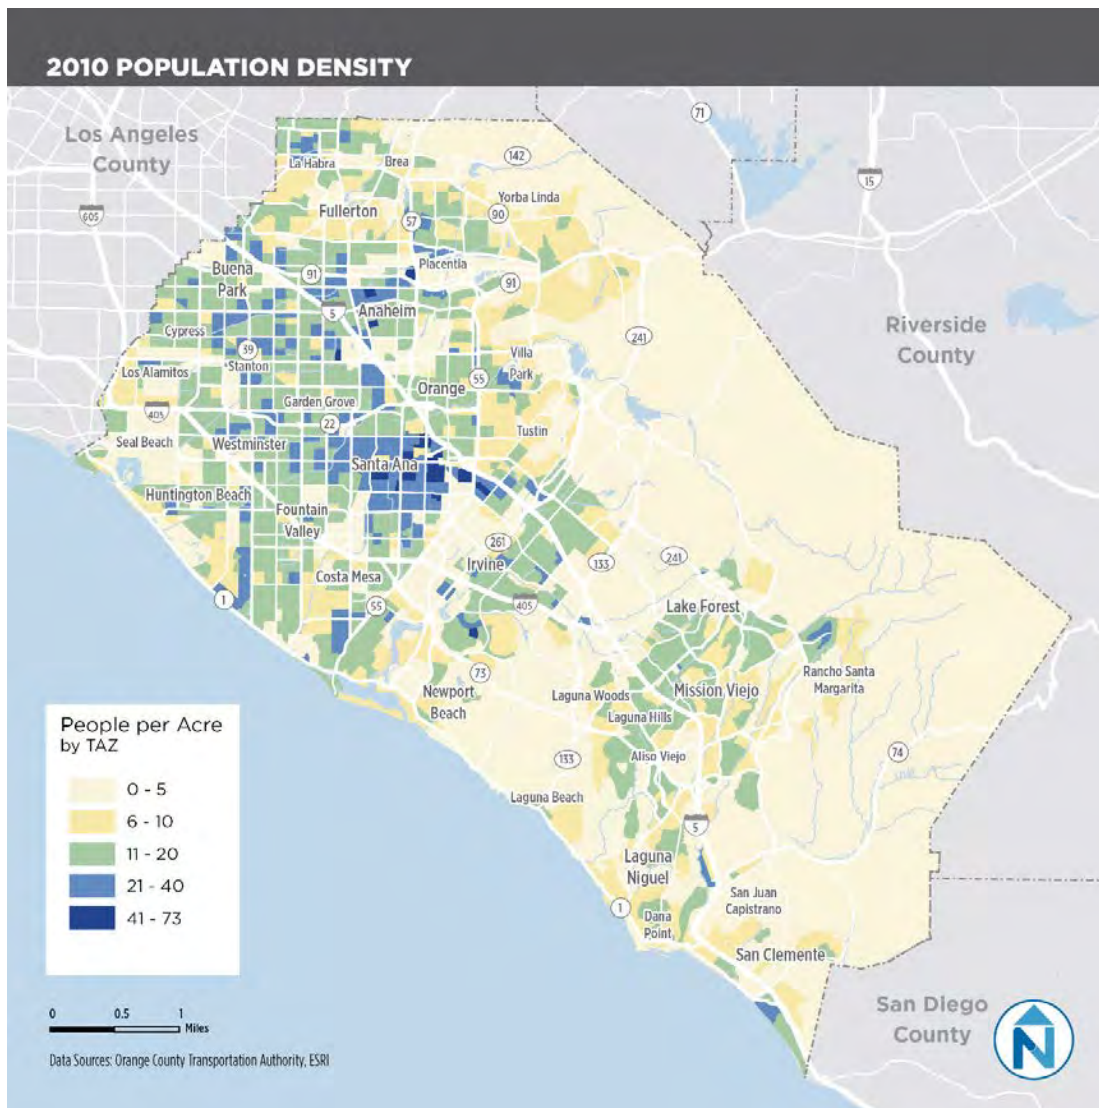 2010 POPULATION DENSITY
Los Angeles
County
71
15
605
142
La Habra
Brea
Yorba Linda
Fullerton
57
90
Buena
Park
91
Placentia
91
5
Anaheim
Riverside
County
Cypress
241
39
Stanton
Villa
Park
Los Alamitos
55
Orange
405
Garden Grove
22
Tustin
Seal Beach
Westminster
Santa Ana
Huntington Beach
Fountain
Valley
261
Irvine
133
241
Costa Mesa
1
55
405
Lake Forest
73
Rancho Santa
Margarita
Newport
Beach
Laguna Woods
Mission Viejo
Laguna Hills
133
Aliso Viejo
74
Laguna Beach
5
Laguna
Niguel
San Juan
Capistrano
1
Dana
Point
San Clemente
San Diego
County
People per Acre
by TAZ
0 - 5
6 - 10
11 - 20
21 - 40
41 - 73
0 0.5 1
Miles
Data Sources: Orange County Transportation Authority, ESRI
N